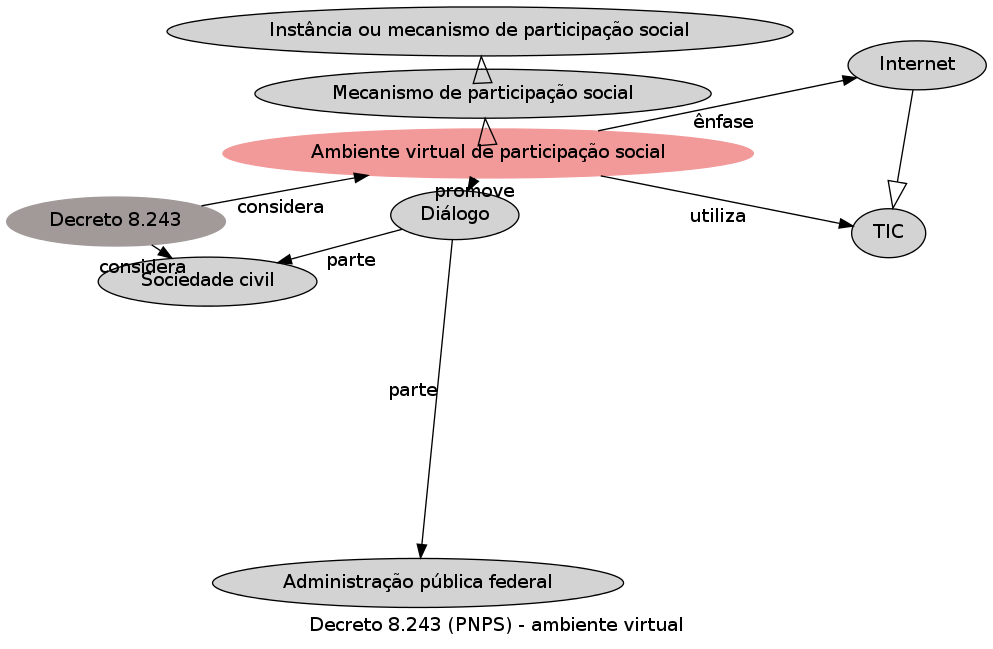 Instância ou mecanismo de participação social
Internet
Mecanismo de participação social
ênfase
Ambiente virtual de participação social
promove
considera
Diálogo
utiliza
Decreto 8.243
TIC
considera
parte
Sociedade civil
parte
Administração pública federal
Decreto 8.243 (PNPS) - ambiente virtual